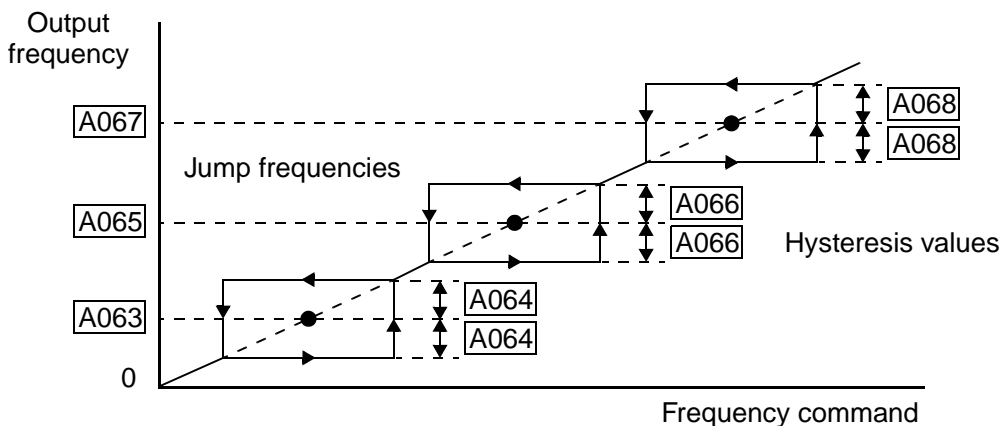 Output
frequency
A067
A068
A068
Jump frequencies
A065
A066
A066
Hysteresis values
A063
A064
A064
0
Frequency command